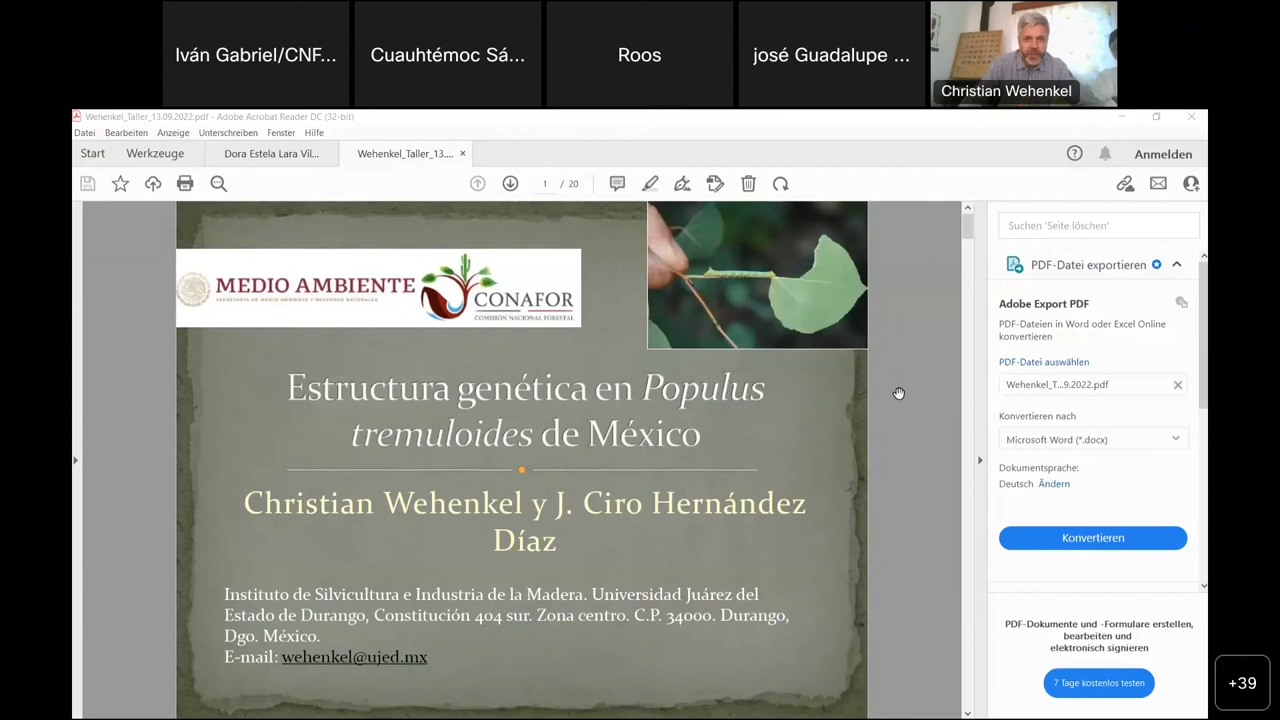 Iván Gabriel/CNF...
Cuauhtémoc Sá...
Roos
josé Guadalupe ...
Christian Wehenkel
Wehenkel_Taller_13.09.2022.pdf - Adobe Acrobat Reader DC (32-bit)
Datei Bearbeiten Anzeige Unterschreiben Fenster Hilfe
Start Werkzeuge Dora Estela Lara Vil... Wehenkel_Taller_13.... × Anmelden
1 / 20
MEDIO AMBIENTE
SECRETARÍA DE MEDIO AMBIENTE Y RECURSOS NATURALES
CONAFOR
COMISIÓN NACIONAL FORESTAL
Estructura genética en Populus
tremuloides de México
Christian Wehenkel y J. Ciro Hernández
Díaz
Instituto de Silvicultura e Industria de la Madera. Universidad Juárez del
Estado de Durango, Constitución 404 sur. Zona centro. C.P. 34000. Durango,
Dgo. México.
E-mail: wehenkel@ujed.mx
Suchen 'Seite löschen'
PDF-Datei exportieren
Adobe Export PDF
PDF-Dateien in Word oder Excel Online
konvertieren
PDF-Datei auswählen
Wehenkel_T...9.2022.pdf
Konvertieren nach
Microsoft Word (*.docx)
Dokumentsprache:
Deutsch Ändern
Konvertieren
PDF-Dokumente und -Formulare erstellen,
bearbeiten und
elektronisch signieren
7 Tage kostenlos testen
+39